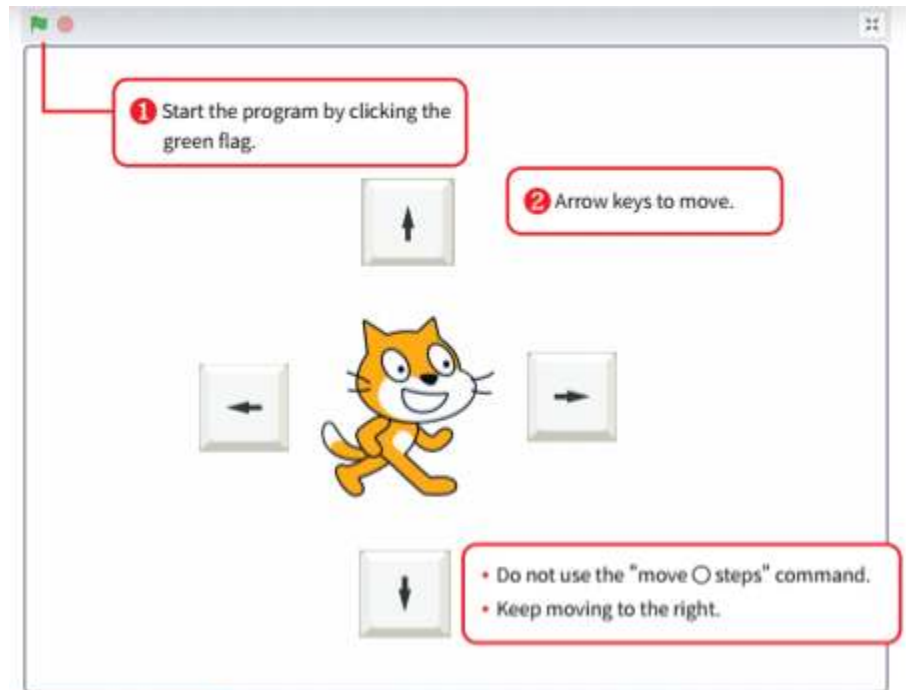 ❶ Start the program by clicking the
green flag.
❷ Arrow keys to move.
• Do not use the "move ○ steps" command.
• Keep moving to the right.